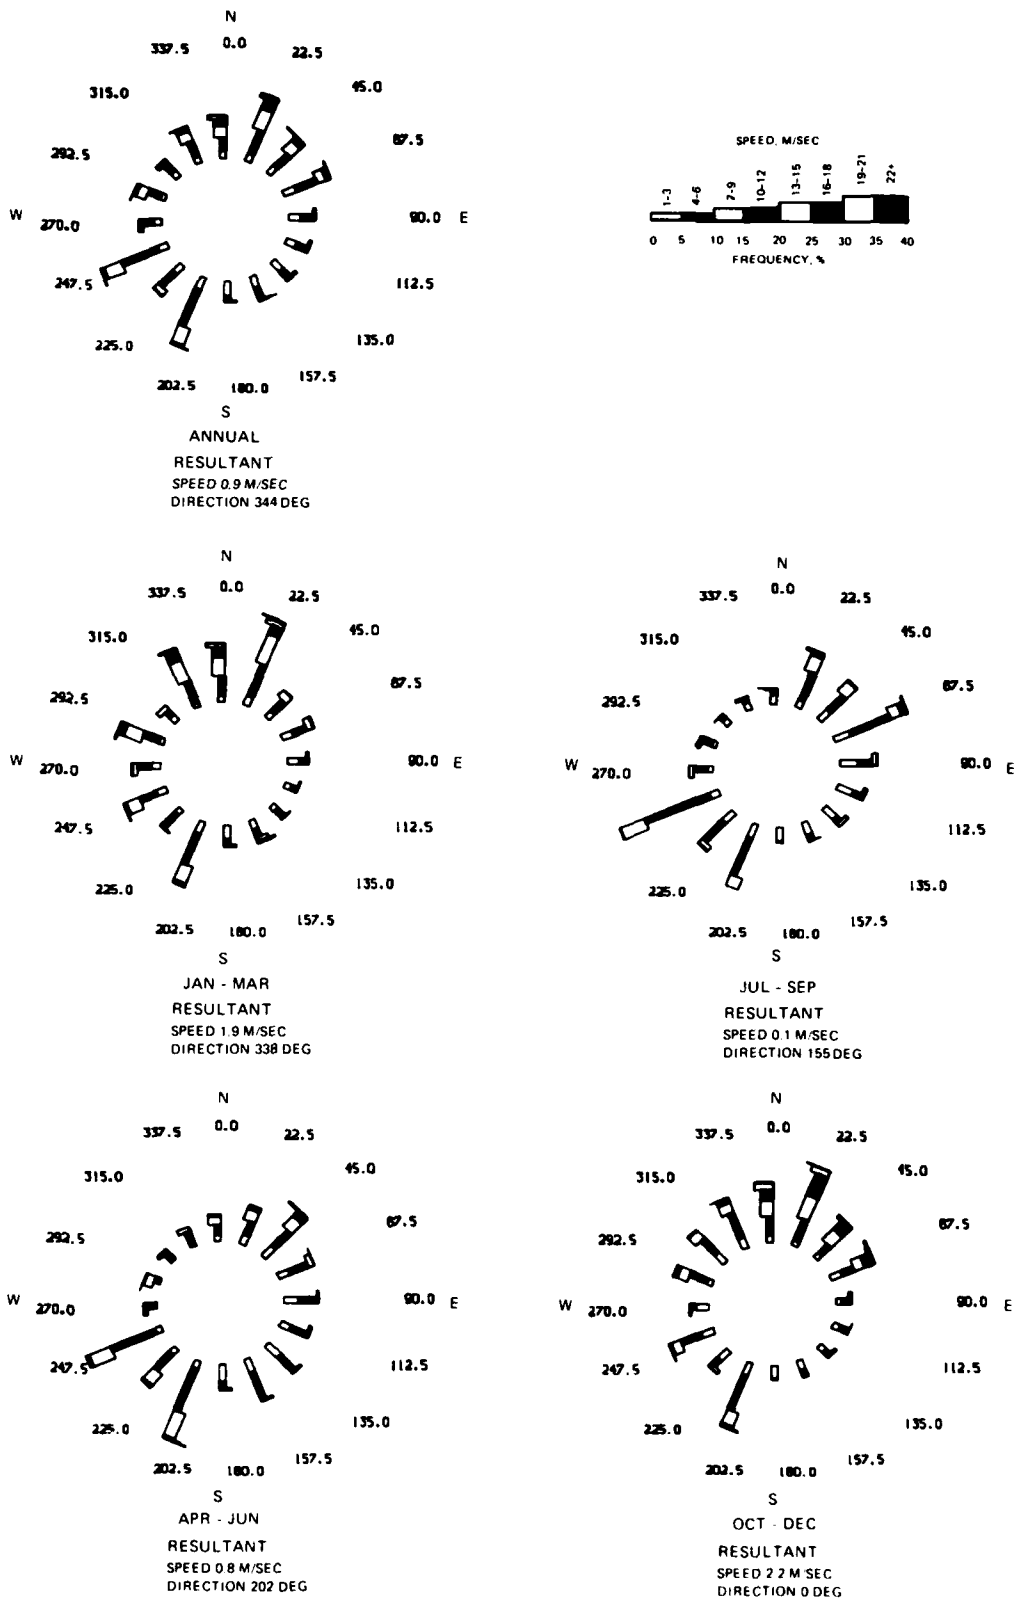 N
337.5 0.0 22.5
315.0 45.0
292.5 67.5
W 270.0 90.0 E
247.5 112.5
225.0 135.0
202.5 180.0 157.5
S
ANNUAL
RESULTANT
SPEED 0.9 M/SEC
DIRECTION 344 DEG
SPEED, M/SEC
1-3 4-6 7-9 10-12 13-15 16-18 19-21 22+
0 5 10 15 20 25 30 35 40
FREQUENCY, %
N
337.5 0.0 22.5
315.0 45.0
292.5 67.5
W 270.0 90.0 E
247.5 112.5
225.0 135.0
202.5 180.0 157.5
S
JAN - MAR
RESULTANT
SPEED 1.9 M/SEC
DIRECTION 338 DEG
N
337.5 0.0 22.5
315.0 45.0
292.5 67.5
W 270.0 90.0 E
112.5
225.0 135.0
202.5 180.0 157.5
S
JUL - SEP
RESULTANT
SPEED 0.1 M/SEC
DIRECTION 155 DEG
N
337.5 0.0 22.5
315.0 45.0
292.5 67.5
W 270.0 90.0 E
247.5 112.5
225.0 135.0
202.5 180.0 157.5
S
APR - JUN
RESULTANT
SPEED 0.8 M/SEC
DIRECTION 202 DEG
N
337.5 0.0 22.5
315.0 45.0
292.5 67.5
W 270.0 90.0 E
247.5 112.5
225.0 135.0
202.5 180.0 157.5
S
OCT - DEC
RESULTANT
SPEED 2.2 M/SEC
DIRECTION 0 DEG